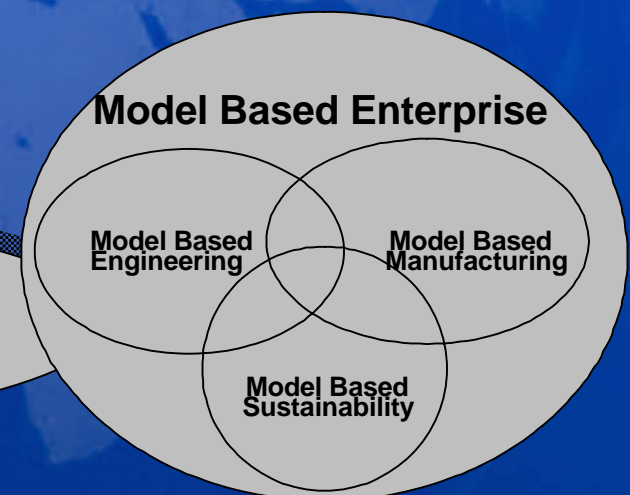 Model Based Enterprise
Model Based
Engineering
Model Based
Manufacturing
Model Based
Sustainability